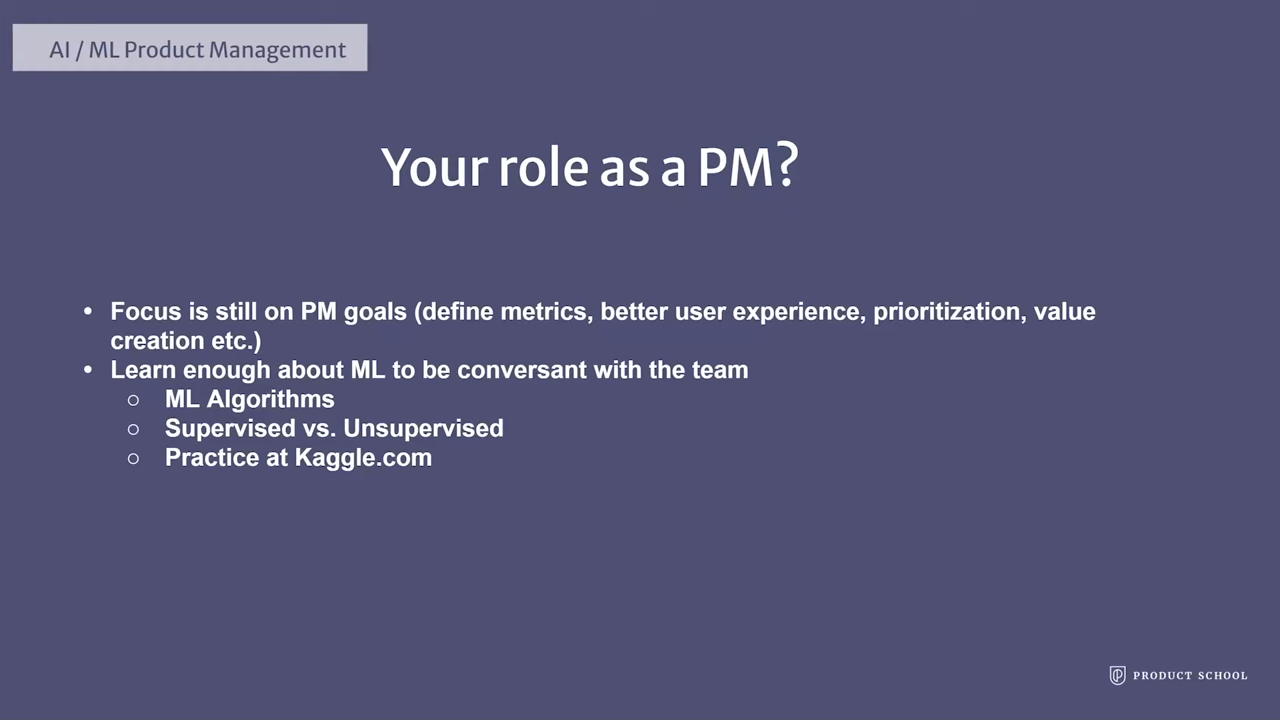 AI / ML Product Management
Your role as a PM?
• Focus is still on PM goals (define metrics, better user experience, prioritization, value
creation etc.)
• Learn enough about ML to be conversant with the team
○ ML Algorithms
○ Supervised vs. Unsupervised
○ Practice at Kaggle.com
PRODUCT SCHOOL